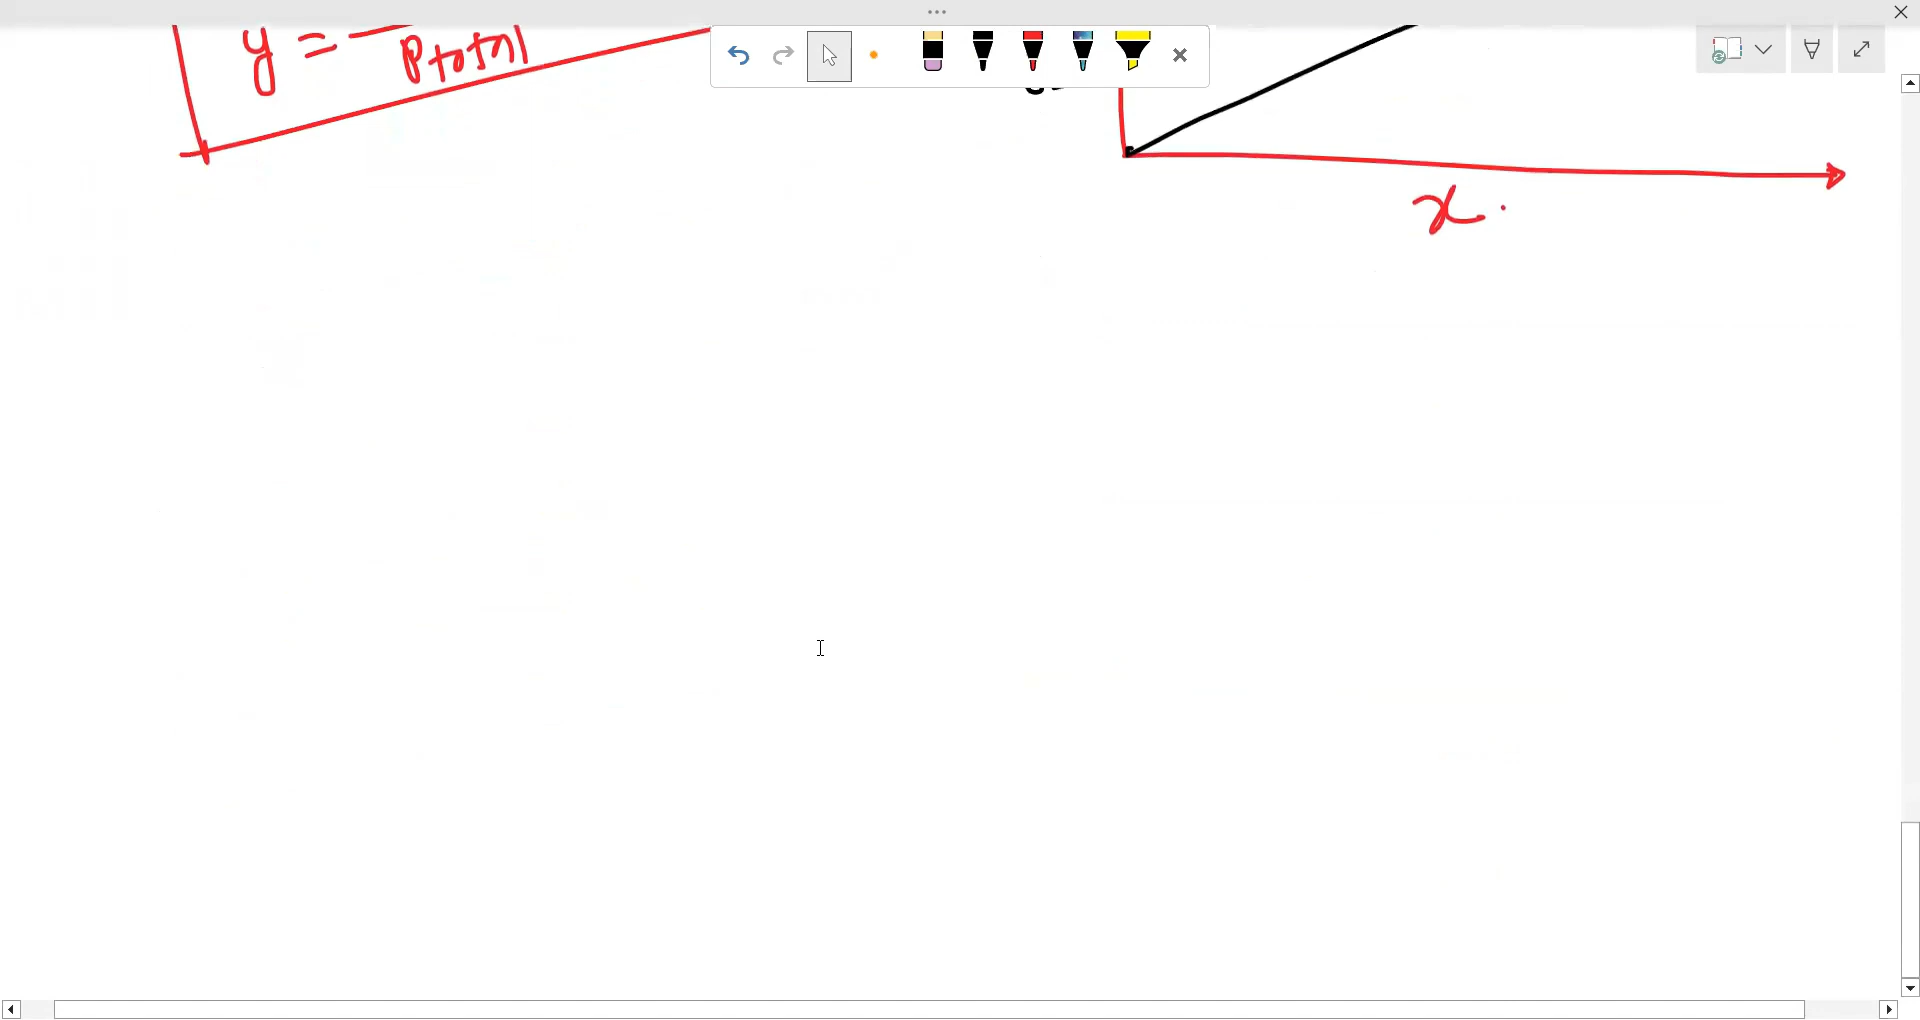 y =
Ptotal
x .